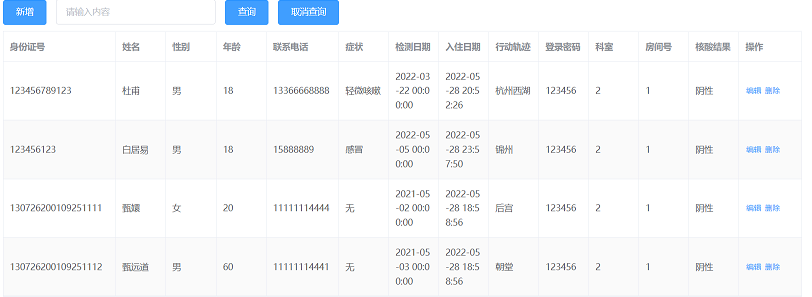 新增 请输入内容 查询 取消查询
身份证号 姓名 性别 年龄 联系电话 症状 检测日期 入住日期 行动轨迹 登录密码 科室 房间号 核酸结果 操作
123456789123 杜甫 男 18 13366668888 轻微咳嗽 2022-03-22 00:00:00 2022-05-28 20:52:26 杭州西湖 123456 2 1 阴性 编辑 删除
123456123 白居易 男 18 15888889 感冒 2022-05-05 00:00:00 2022-05-28 23:57:50 锦州 123456 2 1 阴性 编辑 删除
130726200109251111 甄嬛 女 20 11111114444 无 2021-05-02 00:00:00 2022-05-28 18:58:56 后宫 123456 2 1 阴性 编辑 删除
130726200109251112 甄远道 男 60 11111114441 无 2021-05-03 00:00:00 2022-05-28 18:58:56 朝堂 123456 2 1 阴性 编辑 删除